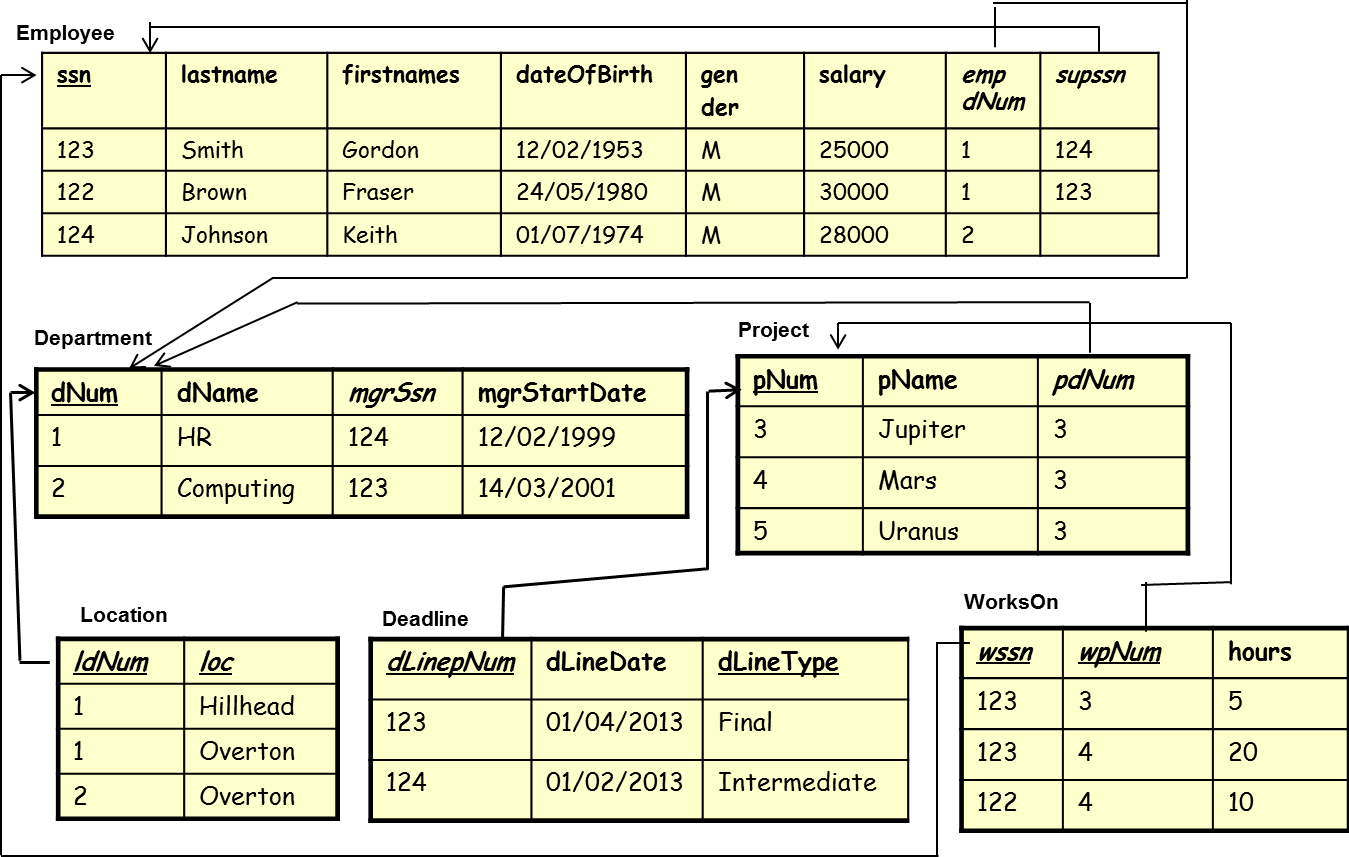 Employee
ssn lastname firstnames dateOfBirth gen der salary emp dNum supssn
123 Smith Gordon 12/02/1953 M 25000 1 124
122 Brown Fraser 24/05/1980 M 30000 1 123
124 Johnson Keith 01/07/1974 M 28000 2
Department
dNum dName mgrSsn mgrStartDate
1 HR 124 12/02/1999
2 Computing 123 14/03/2001
Project
pNum pName pdNum
3 Jupiter 3
4 Mars 3
5 Uranus 3
Location
ldNum loc
1 Hillhead
1 Overton
2 Overton
Deadline
dLinepNum dLineDate dLineType
123 01/04/2013 Final
124 01/02/2013 Intermediate
WorksOn
wssn wpNum hours
123 3 5
123 4 20
122 4 10